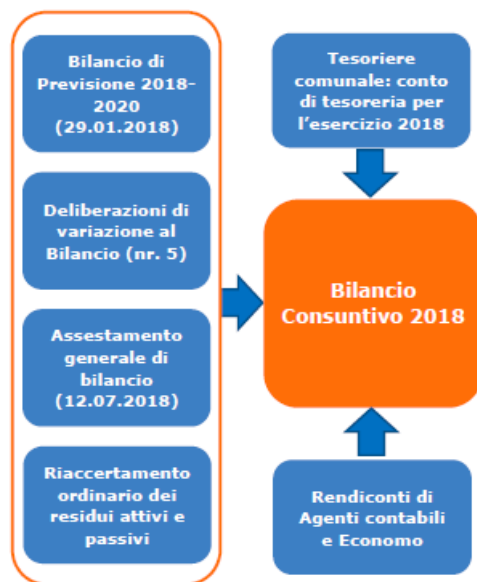 Bilancio di
Previsione 2018-
2020
(29.01.2018)
Deliberazioni di
variazione al
Bilancio (nr. 5)
Assestamento
generale di
bilancio
(12.07.2018)
Riaccertamento
ordinario dei
residui attivi e
passivi
Tesoriere
comunale: conto
di tesoreria per
l’esercizio 2018
Bilancio
Consuntivo 2018
Rendiconti di
Agenti contabili
e Economo